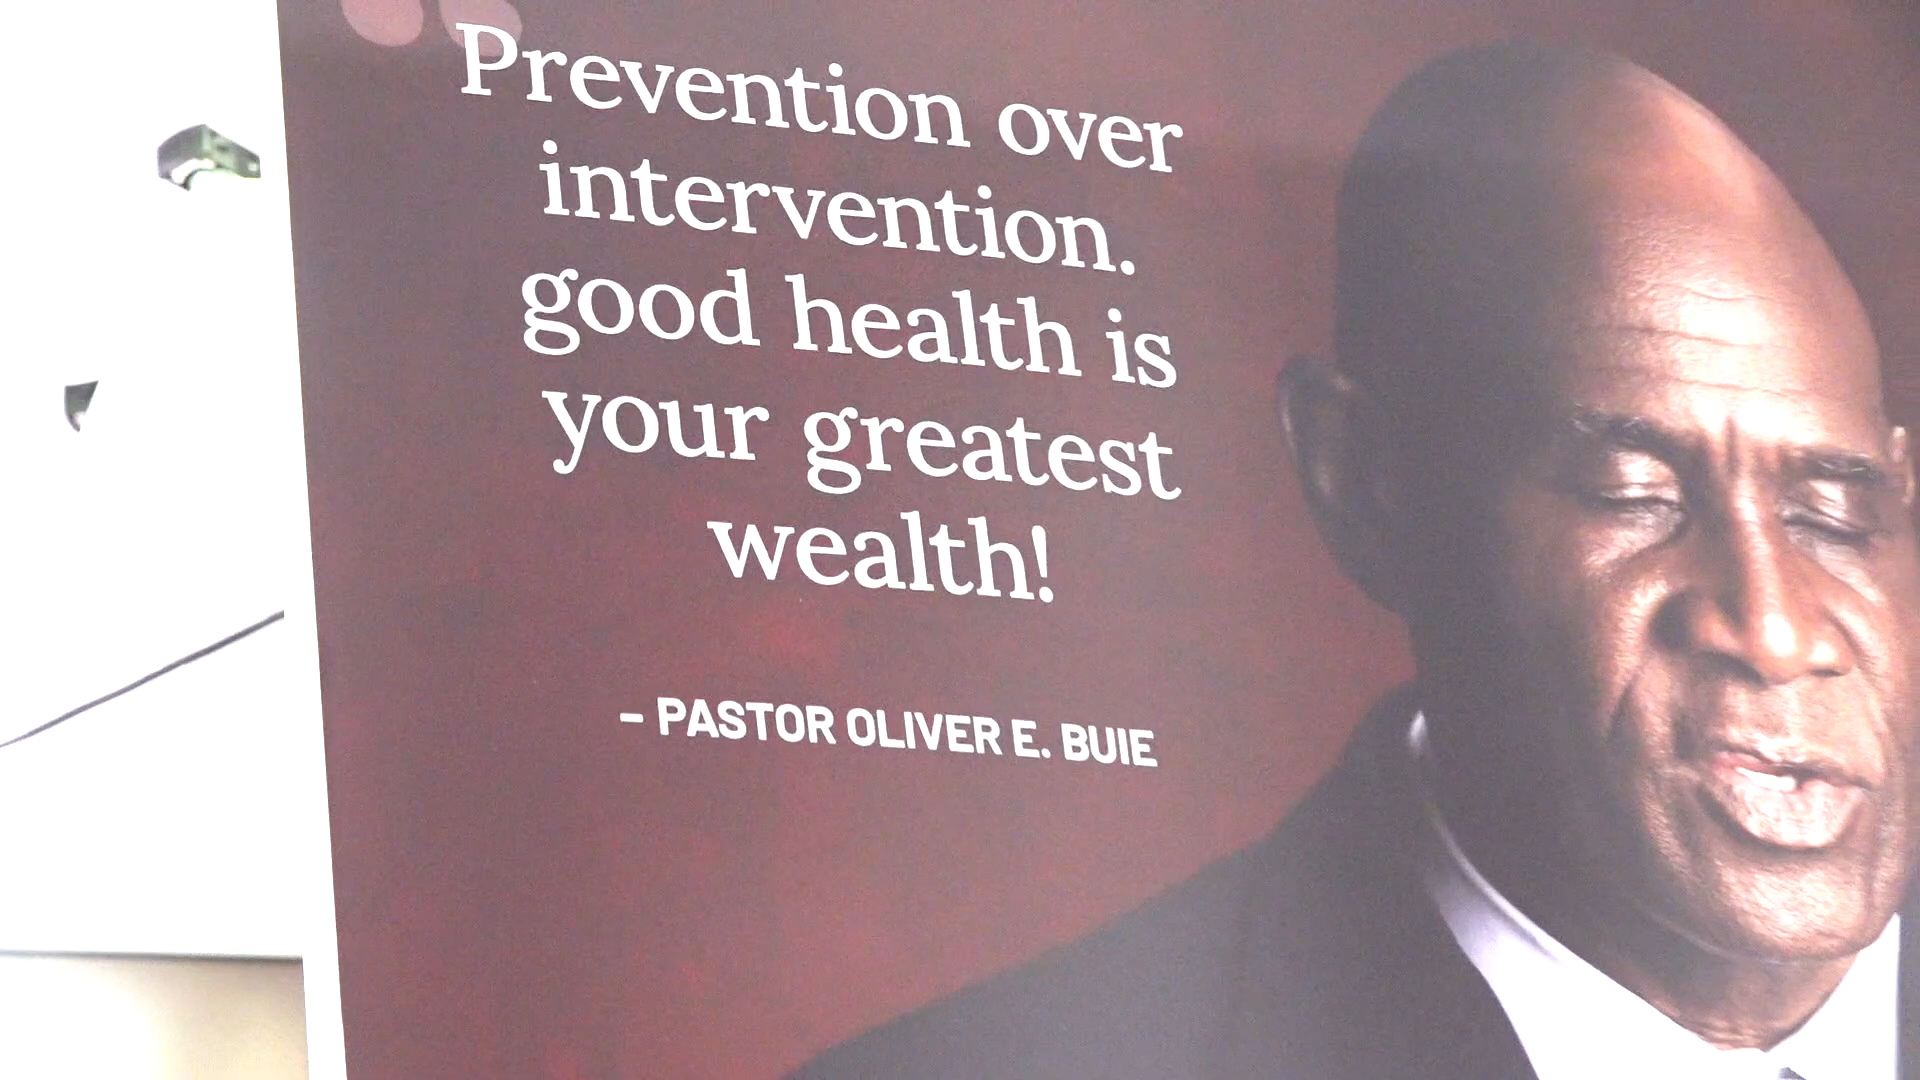 Prevention over
intervention.
good health is
your greatest
wealth!
– PASTOR OLIVER E. BUIE